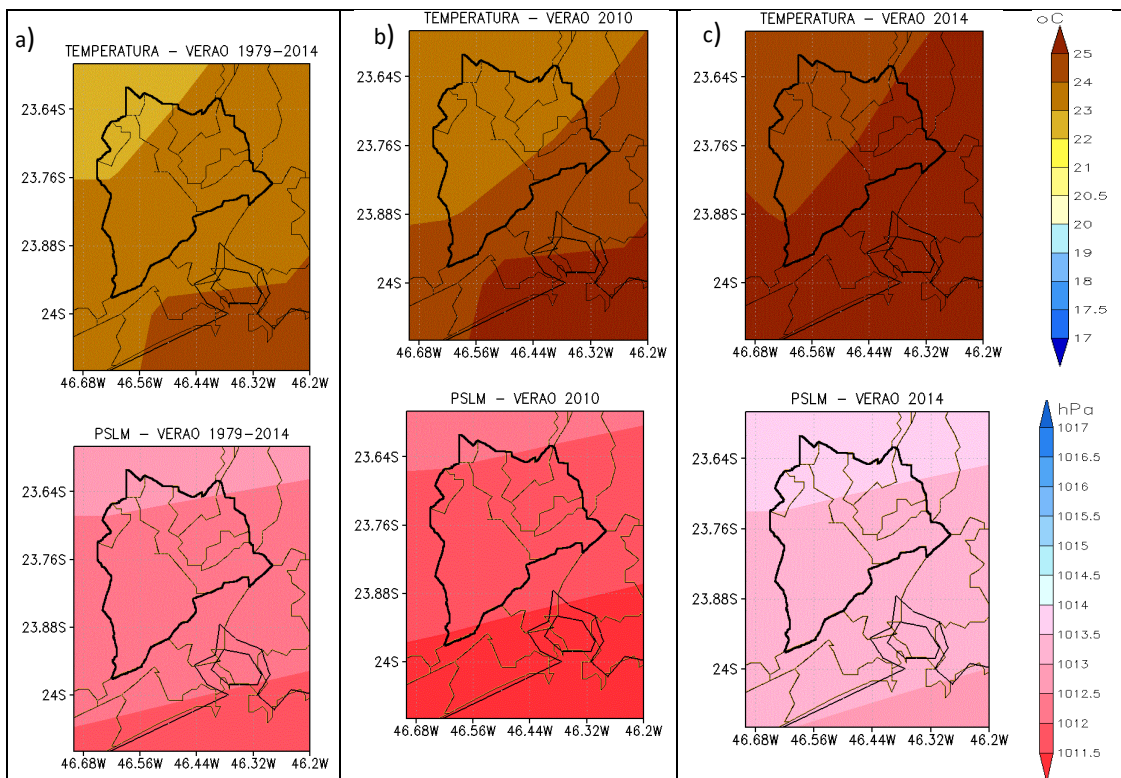 a)
TEMPERATURA – VERAO 1979–2014
23.64S
23.76S
23.88S
24S
46.68W 46.56W 46.44W 46.32W 46.2W
PSLM – VERAO 1979–2014
23.64S
23.76S
23.88S
24S
46.68W 46.56W 46.44W 46.32W 46.2W
b)
TEMPERATURA – VERAO 2010
23.64S
23.76S
23.88S
24S
46.68W 46.56W 46.44W 46.32W 46.2W
PSLM – VERAO 2010
23.64S
23.76S
23.88S
24S
46.68W 46.56W 46.44W 46.32W 46.2W
c)
TEMPERATURA – VERAO 2014
23.64S
23.76S
23.88S
24S
46.68W 46.56W 46.44W 46.32W 46.2W
PSLM – VERAO 2014
23.64S
23.76S
23.88S
24S
46.68W 46.56W 46.44W 46.32W 46.2W
oC
25
24
23
22
21
20.5
20
19
18
17.5
17
hPa
1017
1016.5
1016
1015.5
1015
1014.5
1014
1013.5
1013
1012.5
1012
1011.5